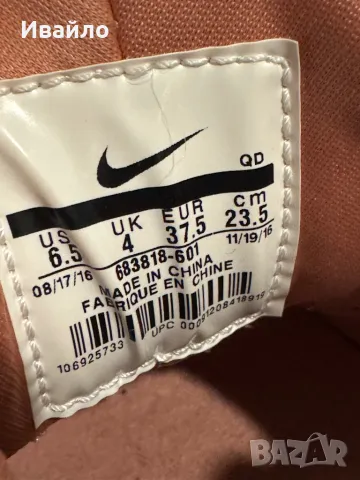 Ивайло
QD
US UK EUR cm
6.5 4 37.5 23.5
683818-601
08/17/16 11/19/16
MADE IN CHINA
FABRIQUE EN CHINE
106925733
UPC
BAZAR